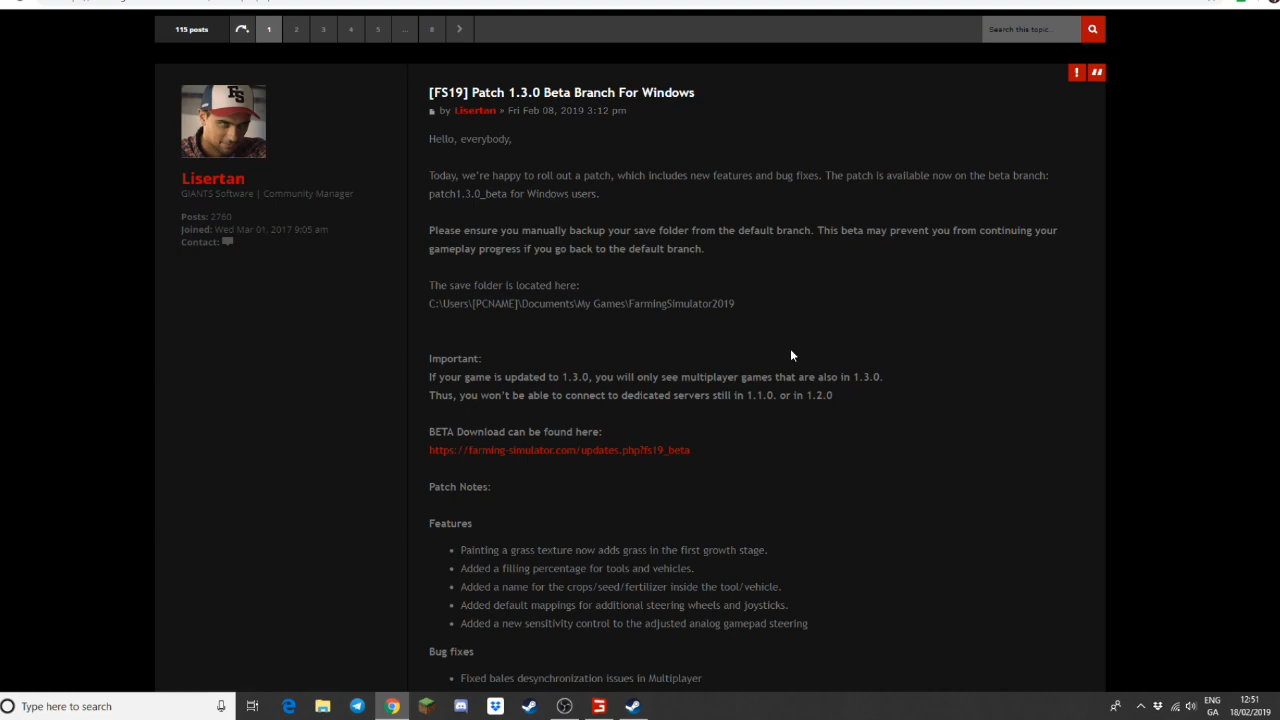 115 posts
1
2
3
4
5
...
8
Search this topic…
[FS19] Patch 1.3.0 Beta Branch For Windows
by Lisertan » Fri Feb 08, 2019 3:12 pm
Lisertan
GIANTS Software | Community Manager
Posts: 2760
Joined: Wed Mar 01, 2017 9:05 am
Contact:
Hello, everybody,
Today, we're happy to roll out a patch, which includes new features and bug fixes. The patch is available now on the beta branch:
patch1.3.0_beta for Windows users.
Please ensure you manually backup your save folder from the default branch. This beta may prevent you from continuing your
gameplay progress if you go back to the default branch.
The save folder is located here:
C:\Users\[PCNAME]\Documents\My Games\FarmingSimulator2019
Important:
If your game is updated to 1.3.0, you will only see multiplayer games that are also in 1.3.0.
Thus, you won't be able to connect to dedicated servers still in 1.1.0. or in 1.2.0
BETA Download can be found here:
https://farming-simulator.com/updates.php?fs19_beta
Patch Notes:
Features
• Painting a grass texture now adds grass in the first growth stage.
• Added a filling percentage for tools and vehicles.
• Added a name for the crops/seed/fertilizer inside the tool/vehicle.
• Added default mappings for additional steering wheels and joysticks.
• Added a new sensitivity control to the adjusted analog gamepad steering
Bug fixes
• Fixed bales desynchronization issues in Multiplayer
Type here to search
ENG
GA
12:51
18/02/2019